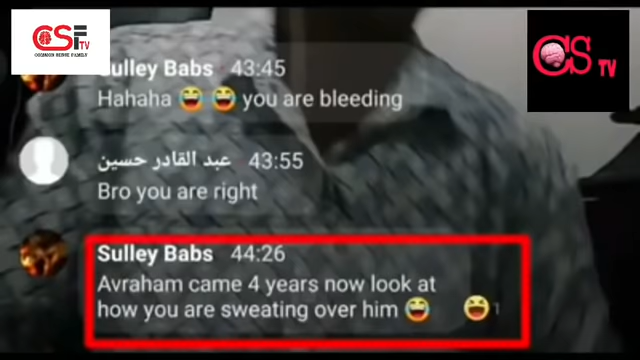 CSF TV
COMMON SENSE FAMILY
CS TV
Sulley Babs 43:45
Hahaha 😆 😆 you are bleeding
عبد القادر حسين 43:55
Bro you are right
Sulley Babs 44:26
Avraham came 4 years now look at
how you are sweating over him 😆 😆 1